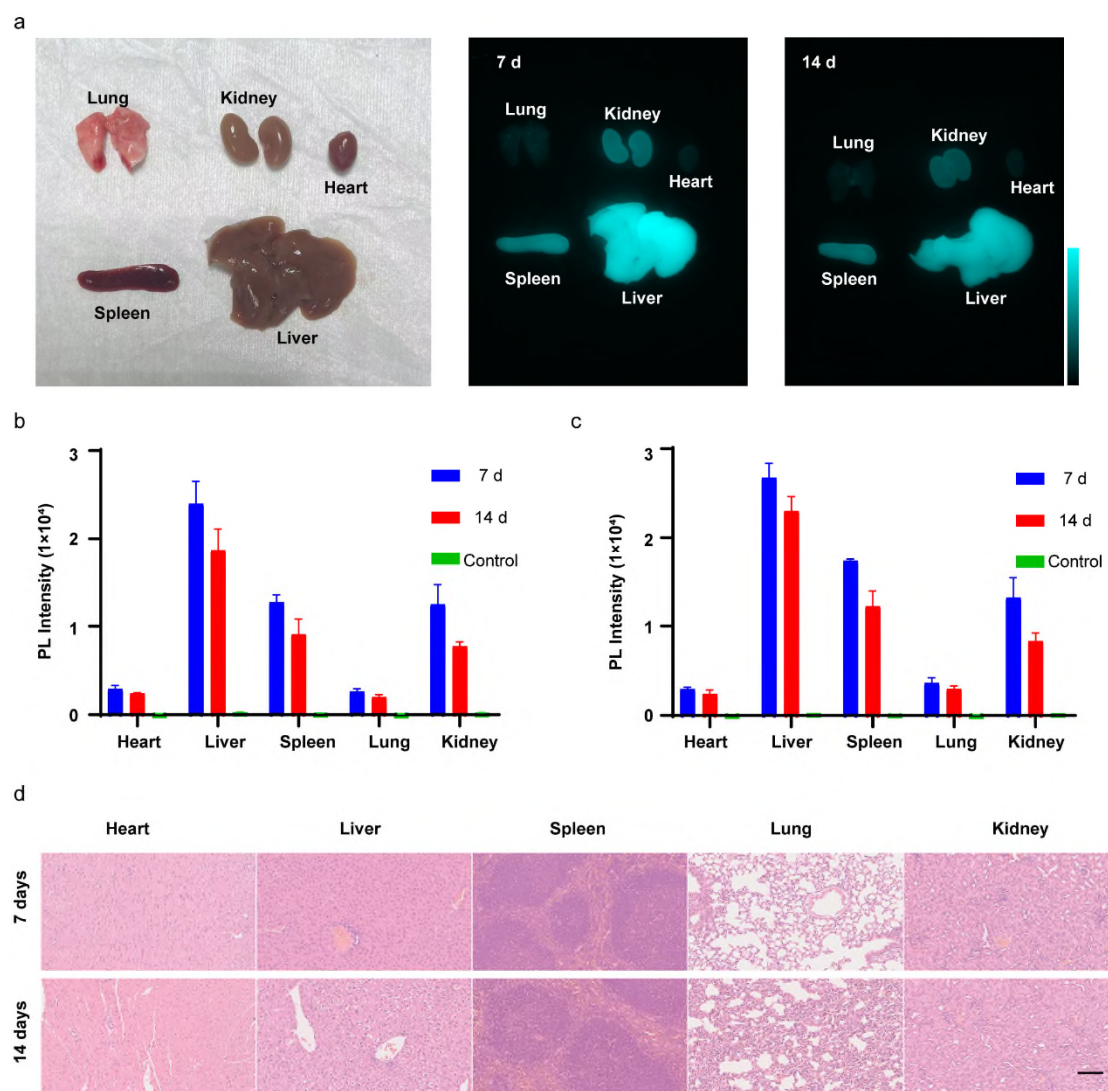 a
Lung
Kidney
Heart
Spleen
Liver
7 d
Lung
Kidney
Heart
Spleen
Liver
14 d
Lung
Kidney
Heart
Spleen
Liver
b
PL Intensity (1×10⁴)
3
2
1
0
7 d
14 d
Control
Heart Liver Spleen Lung Kidney
c
PL Intensity (1×10⁴)
3
2
1
0
7 d
14 d
Control
Heart Liver Spleen Lung Kidney
d
Heart Liver Spleen Lung Kidney
7 days
14 days